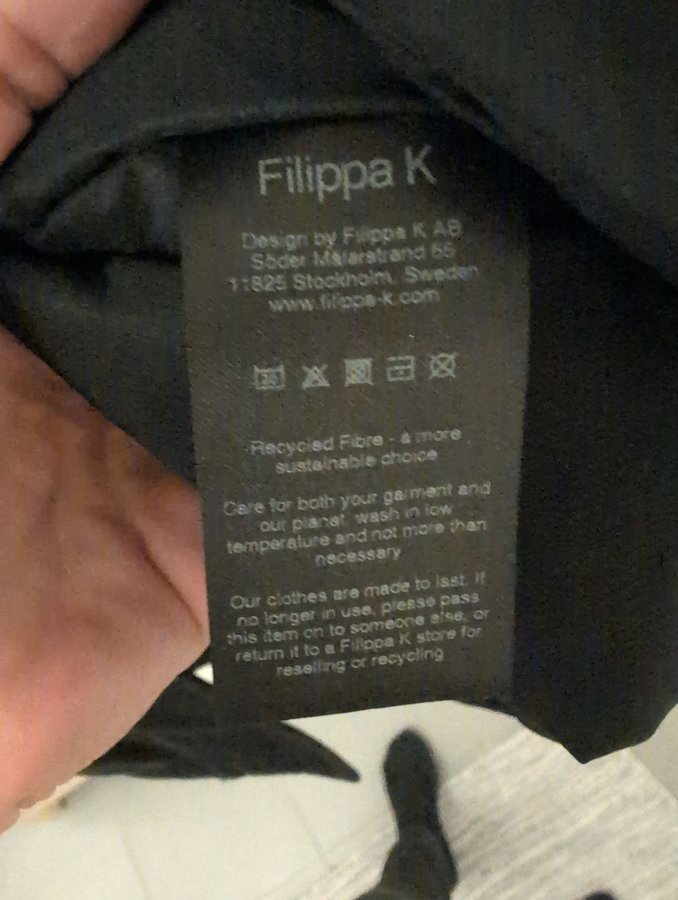 Filippa K
Design by Filippa K AB
Söder Mälarstrand 65
11825 Stockholm, Sweden
www.filippa-k.com
Recycled Fibre - a more
sustainable choice
Care for both your garment and
our planet, wash in low
temperature and not more than
necessary
Our clothes are made to last. If
no longer in use, please pass
this item on to someone else, or
return it to a Filippa K store for
reselling or recycling